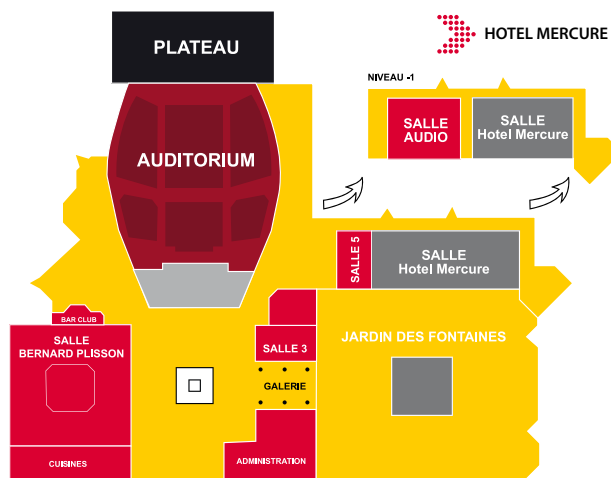 PLATEAU
HOTEL MERCURE
NIVEAU -1
SALLE
AUDIO
SALLE
Hotel Mercure
AUDITORIUM
SALLE 5
SALLE
Hotel Mercure
BAR CLUB
SALLE
BERNARD PLISSON
SALLE 3
JARDIN DES FONTAINES
GALERIE
CUISINES
ADMINISTRATION